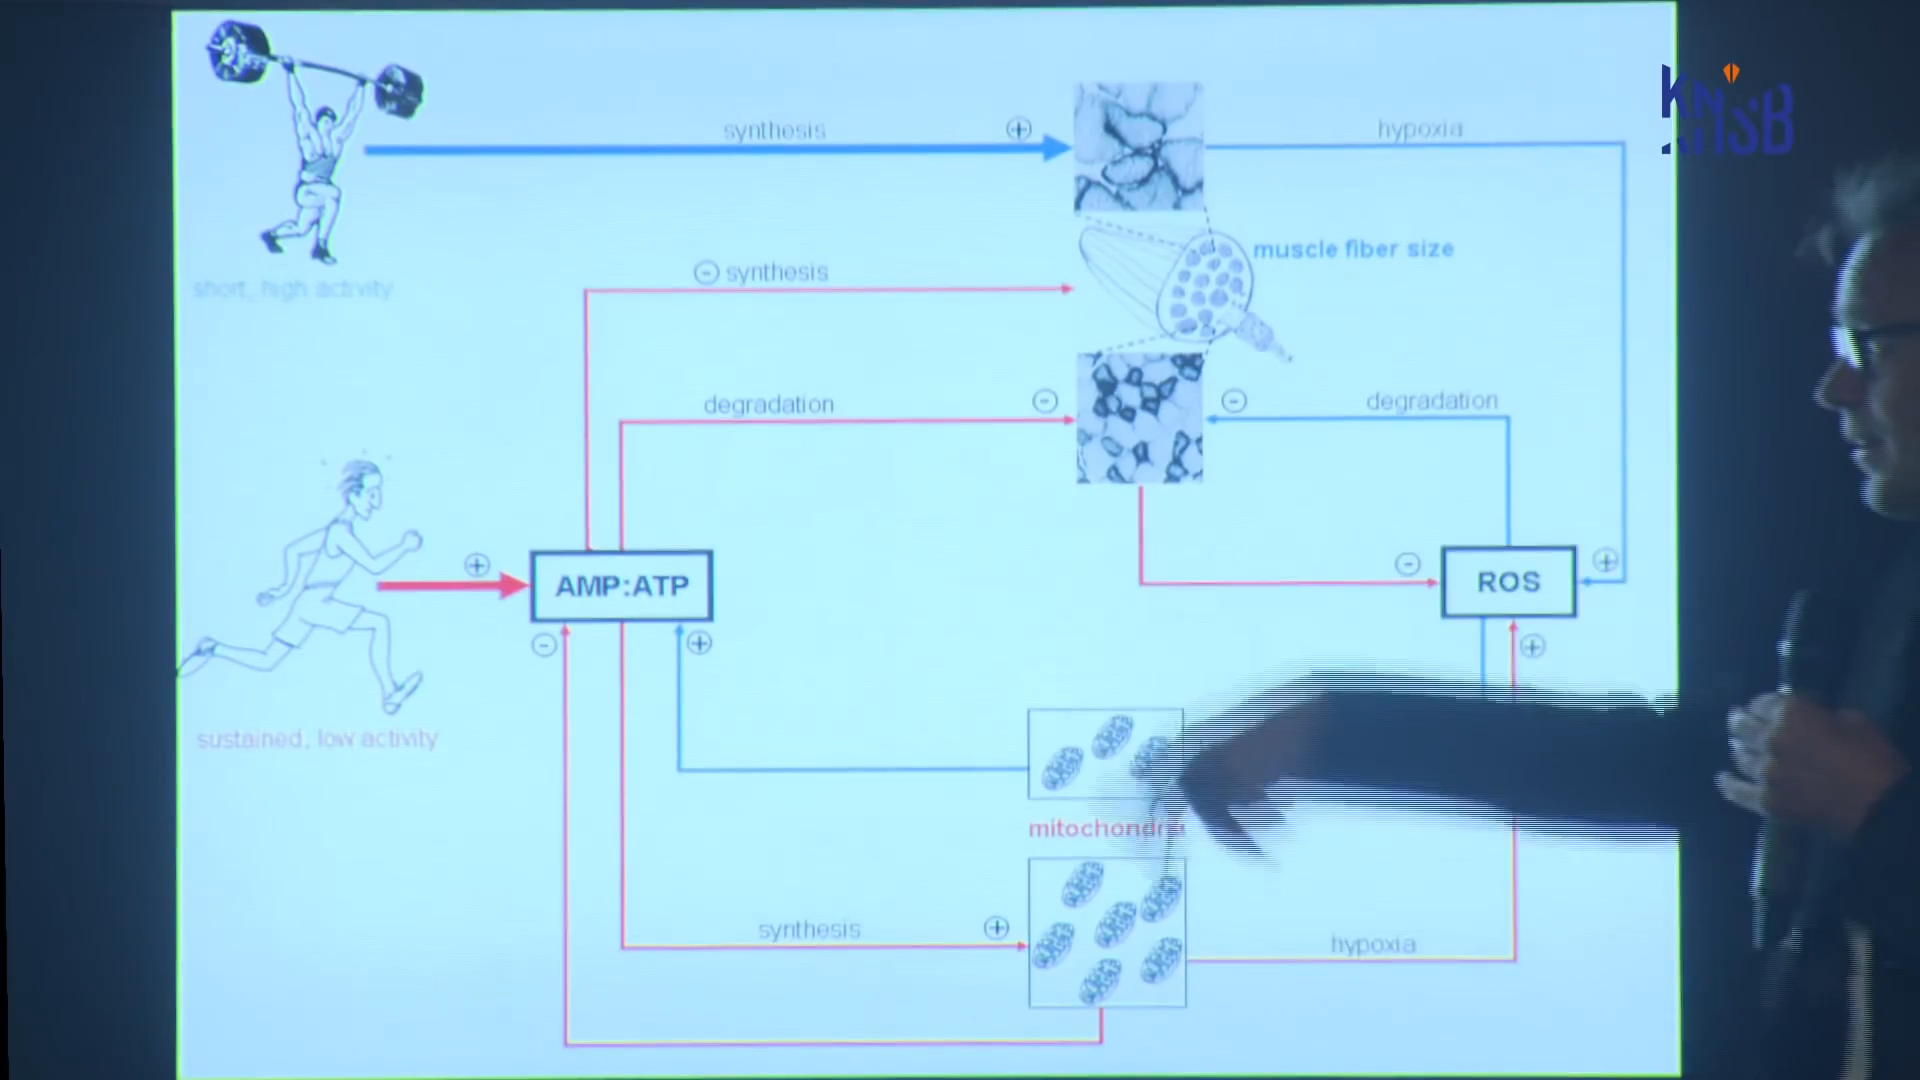 KNSB
synthesis
+
hypoxia
muscle fiber size
- synthesis
short, high activity
degradation
-
-
degradation
+
AMP:ATP
-
ROS
+
-
+
+
sustained, low activity
synthesis
+
hypoxia